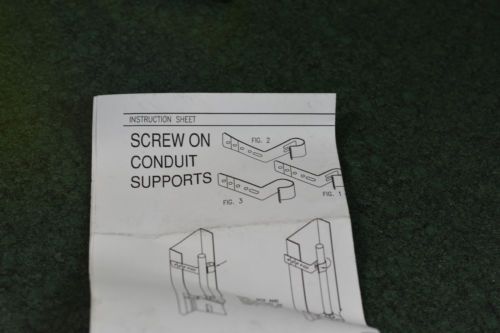 INSTRUCTION SHEET
SCREW ON
CONDUIT
SUPPORTS
FIG. 2
FIG. 1
FIG. 3